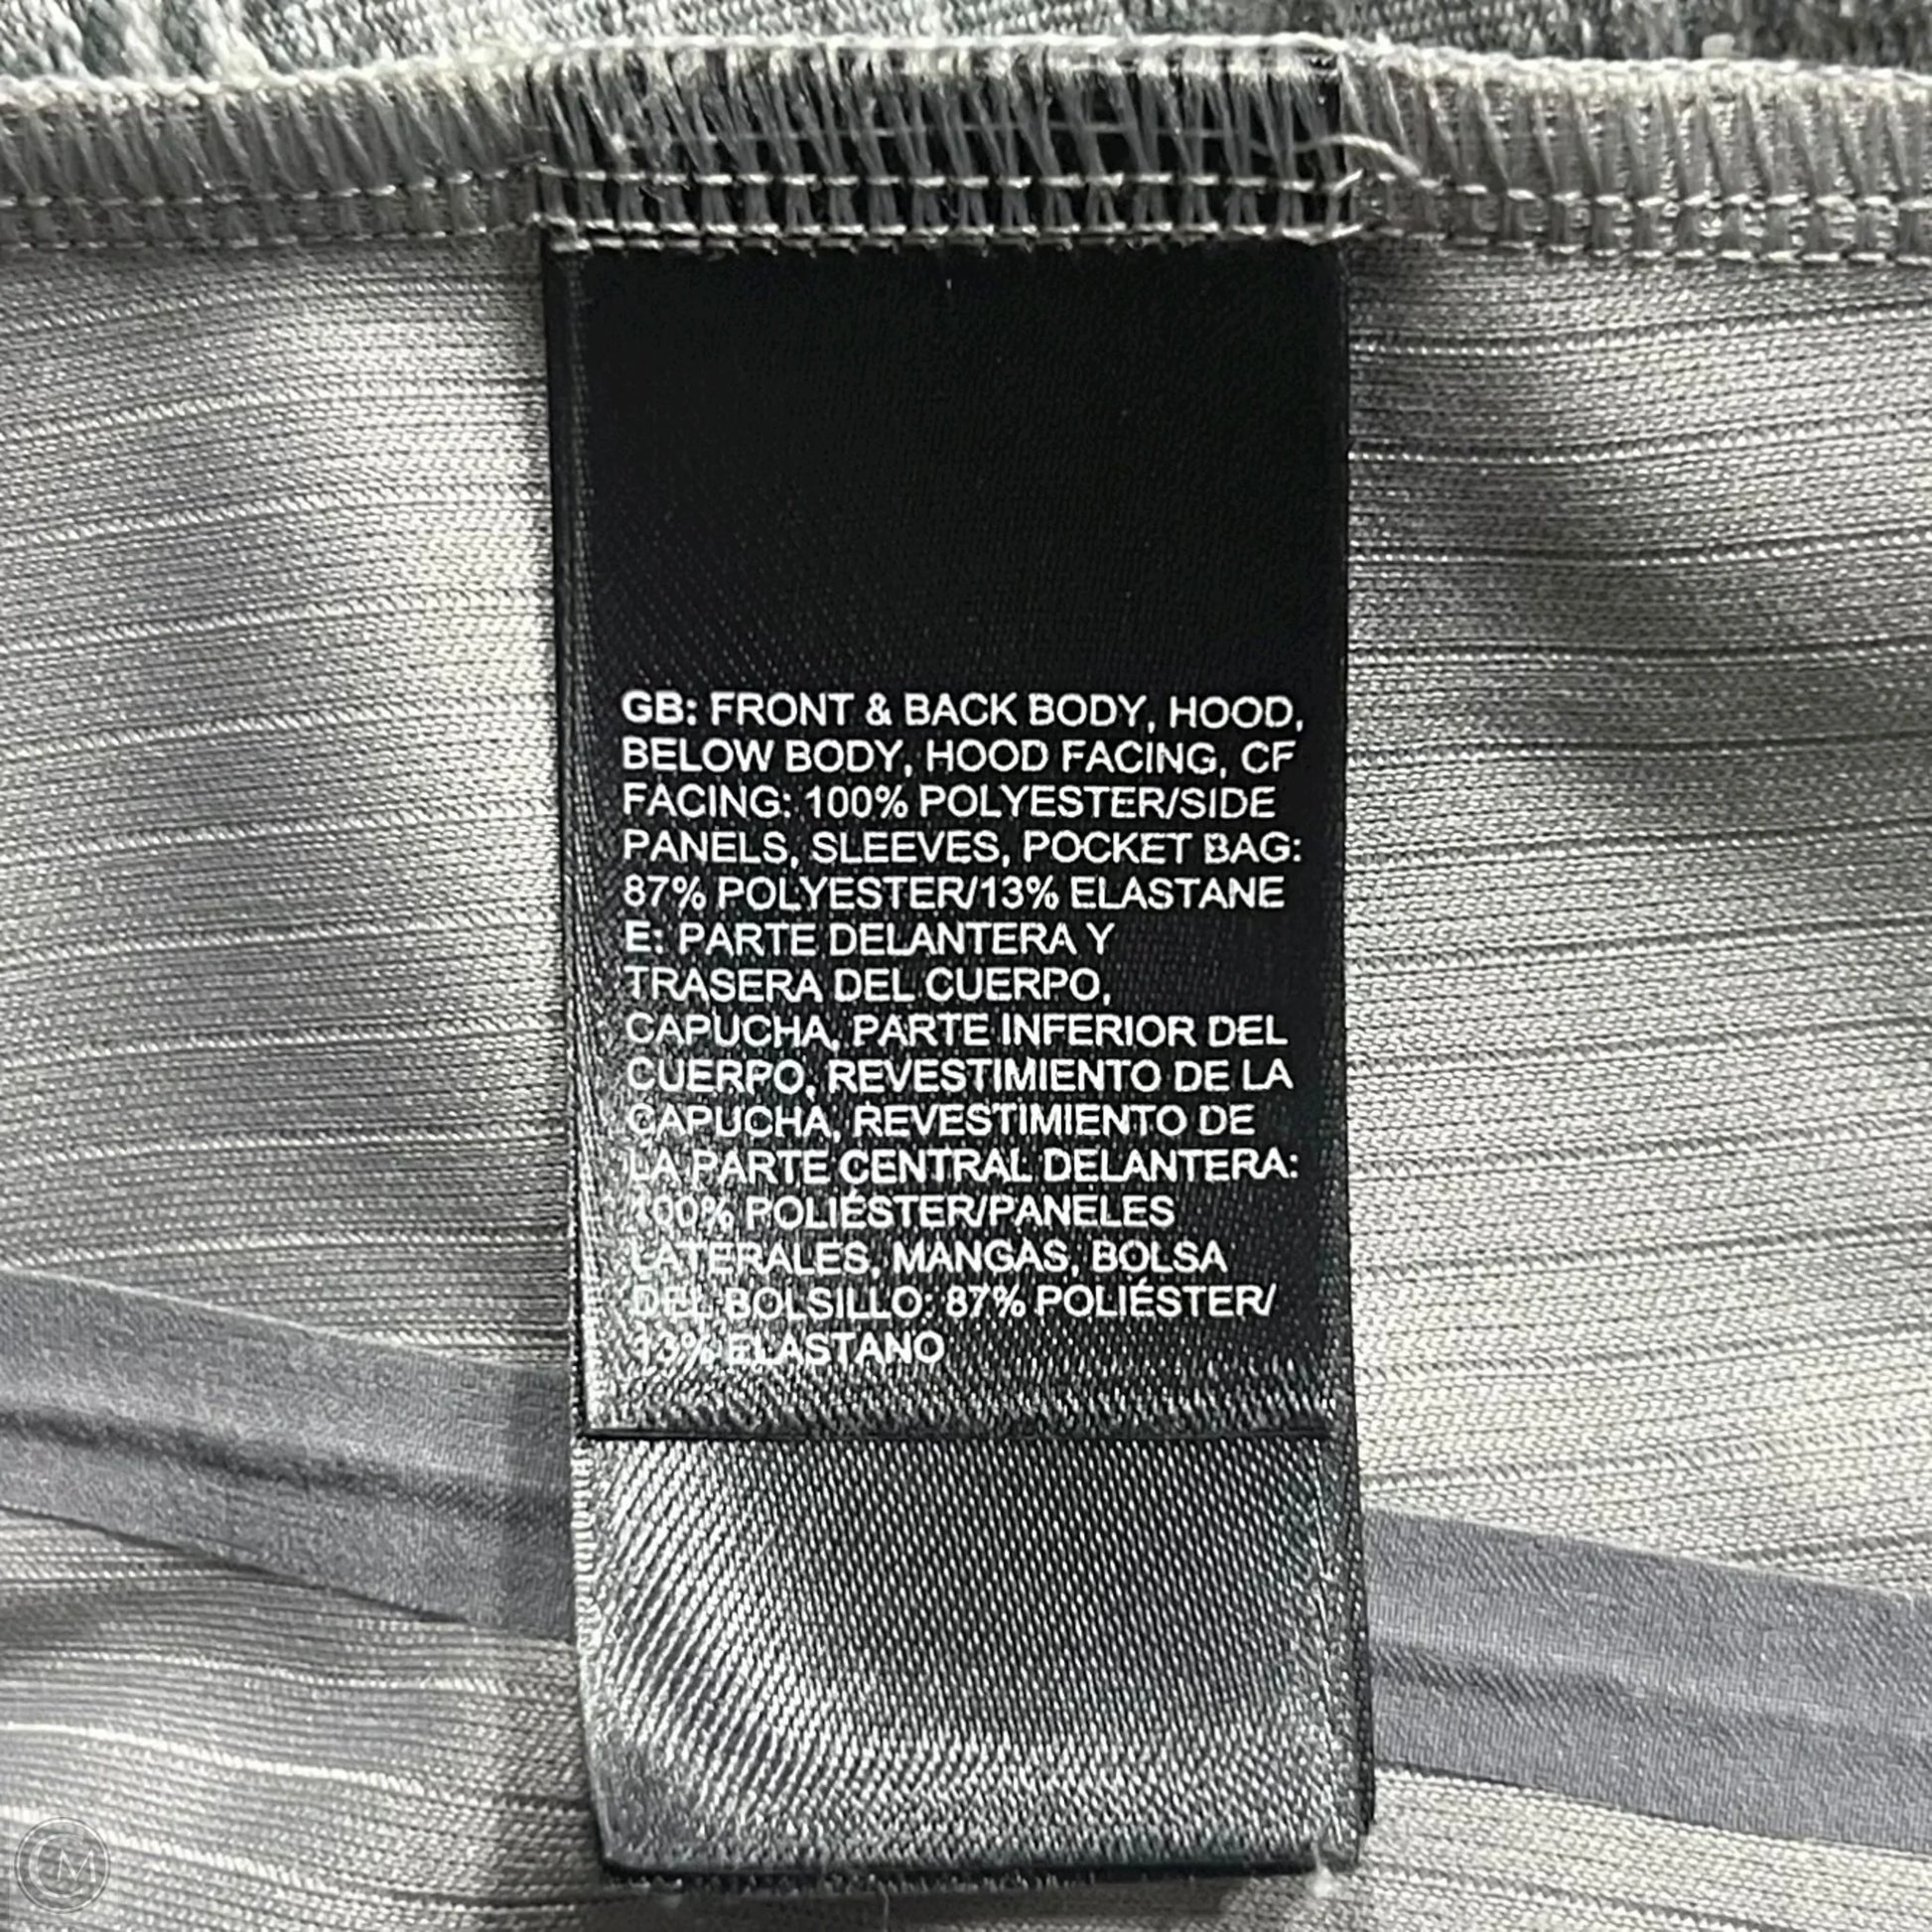 GB: FRONT & BACK BODY, HOOD,
BELOW BODY, HOOD FACING, CF
FACING: 100% POLYESTER/SIDE
PANELS, SLEEVES, POCKET BAG:
87% POLYESTER/13% ELASTANE
E: PARTE DELANTERA Y
TRASERA DEL CUERPO,
CAPUCHA, PARTE INFERIOR DEL
CUERPO, REVESTIMIENTO DE LA
CAPUCHA, REVESTIMIENTO DE
LA PARTE CENTRAL DELANTERA:
100% POLIÉSTER/PANELES
LATERALES, MANGAS, BOLSA
DEL BOLSILLO: 87% POLIÉSTER/
13% ELASTANO
CM